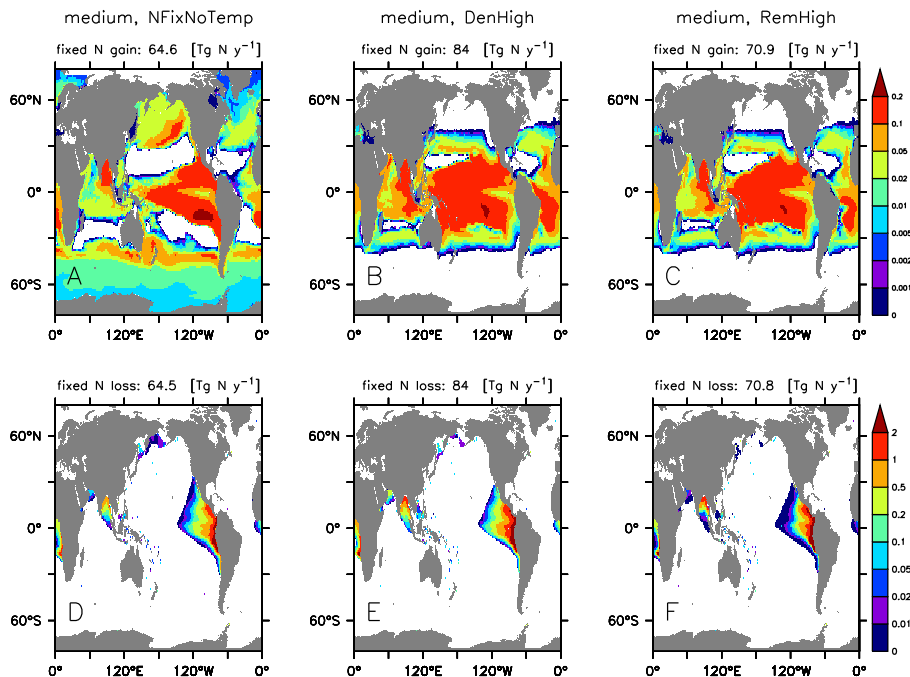 medium, NFixNoTemp medium, DenHigh medium, RemHigh
fixed N gain: 64.6 [Tg N y⁻¹] fixed N gain: 84 [Tg N y⁻¹] fixed N gain: 70.9 [Tg N y⁻¹]
60°N 60°N 60°N
0° 0° 0°
60°S 60°S 60°S
A B C
0° 120°E 120°W 0° 0° 120°E 120°W 0° 0° 120°E 120°W 0°
0.2
0.1
0.05
0.02
0.01
0.005
0.002
0.001
0
fixed N loss: 64.5 [Tg N y⁻¹] fixed N loss: 84 [Tg N y⁻¹] fixed N loss: 70.8 [Tg N y⁻¹]
60°N 60°N 60°N
0° 0° 0°
60°S 60°S 60°S
D E F
0° 120°E 120°W 0° 0° 120°E 120°W 0° 0° 120°E 120°W 0°
2
1
0.5
0.2
0.1
0.05
0.02
0.01
0